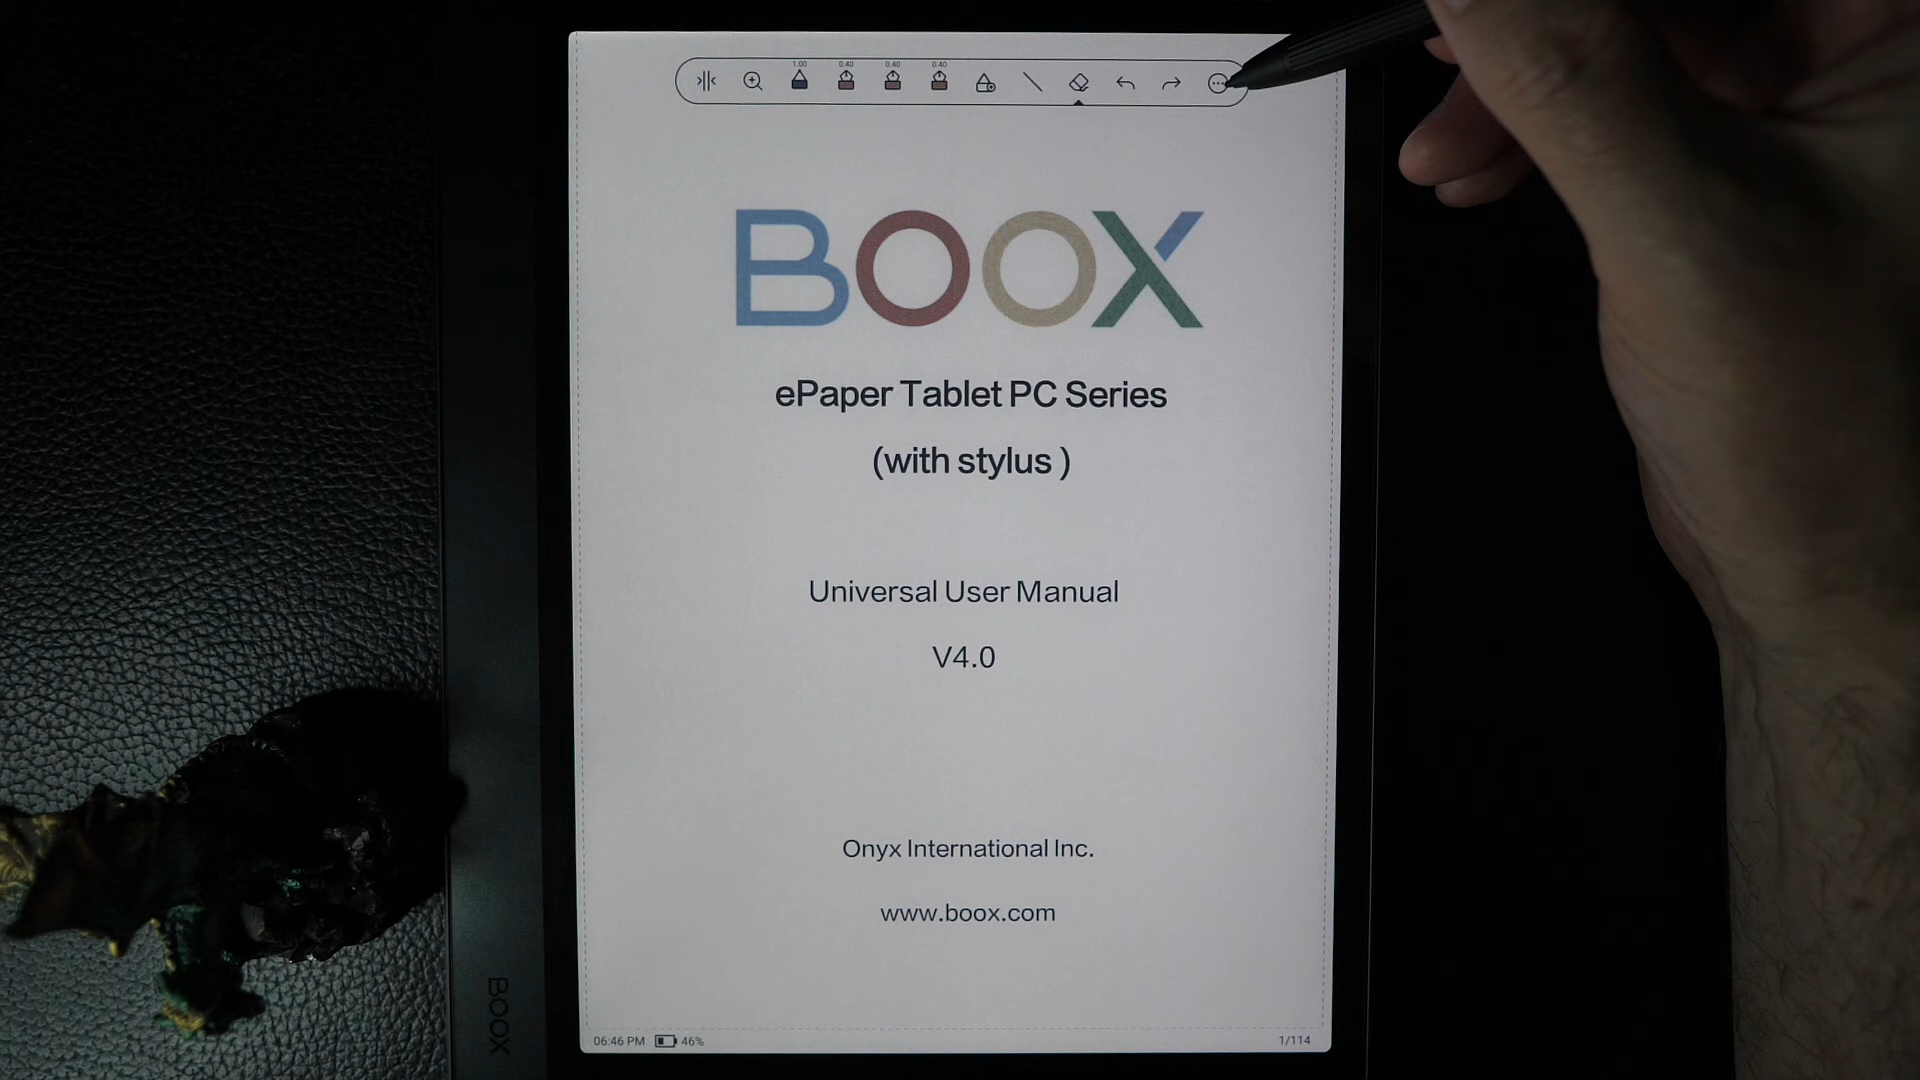 1.00 0.40 0.40 0.40
BOOX
ePaper Tablet PC Series
(with stylus )
Universal User Manual
V4.0
Onyx International Inc.
www.boox.com
06:46 PM 46% 1/114
BOOX